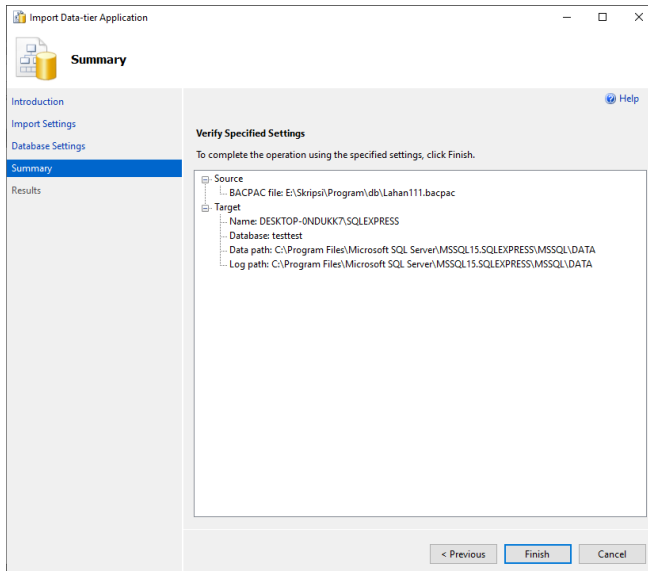 Import Data-tier Application
Summary
Introduction
Import Settings
Database Settings
Summary
Results
Help
Verify Specified Settings
To complete the operation using the specified settings, click Finish.
Source
BACPAC file: E:\Skripsi\Program\db\Lahan111.bacpac
Target
Name: DESKTOP-0NDUKK7\SQLEXPRESS
Database: testtest
Data path: C:\Program Files\Microsoft SQL Server\MSSQL15.SQLEXPRESS\MSSQL\DATA
Log path: C:\Program Files\Microsoft SQL Server\MSSQL15.SQLEXPRESS\MSSQL\DATA
< Previous
Finish
Cancel